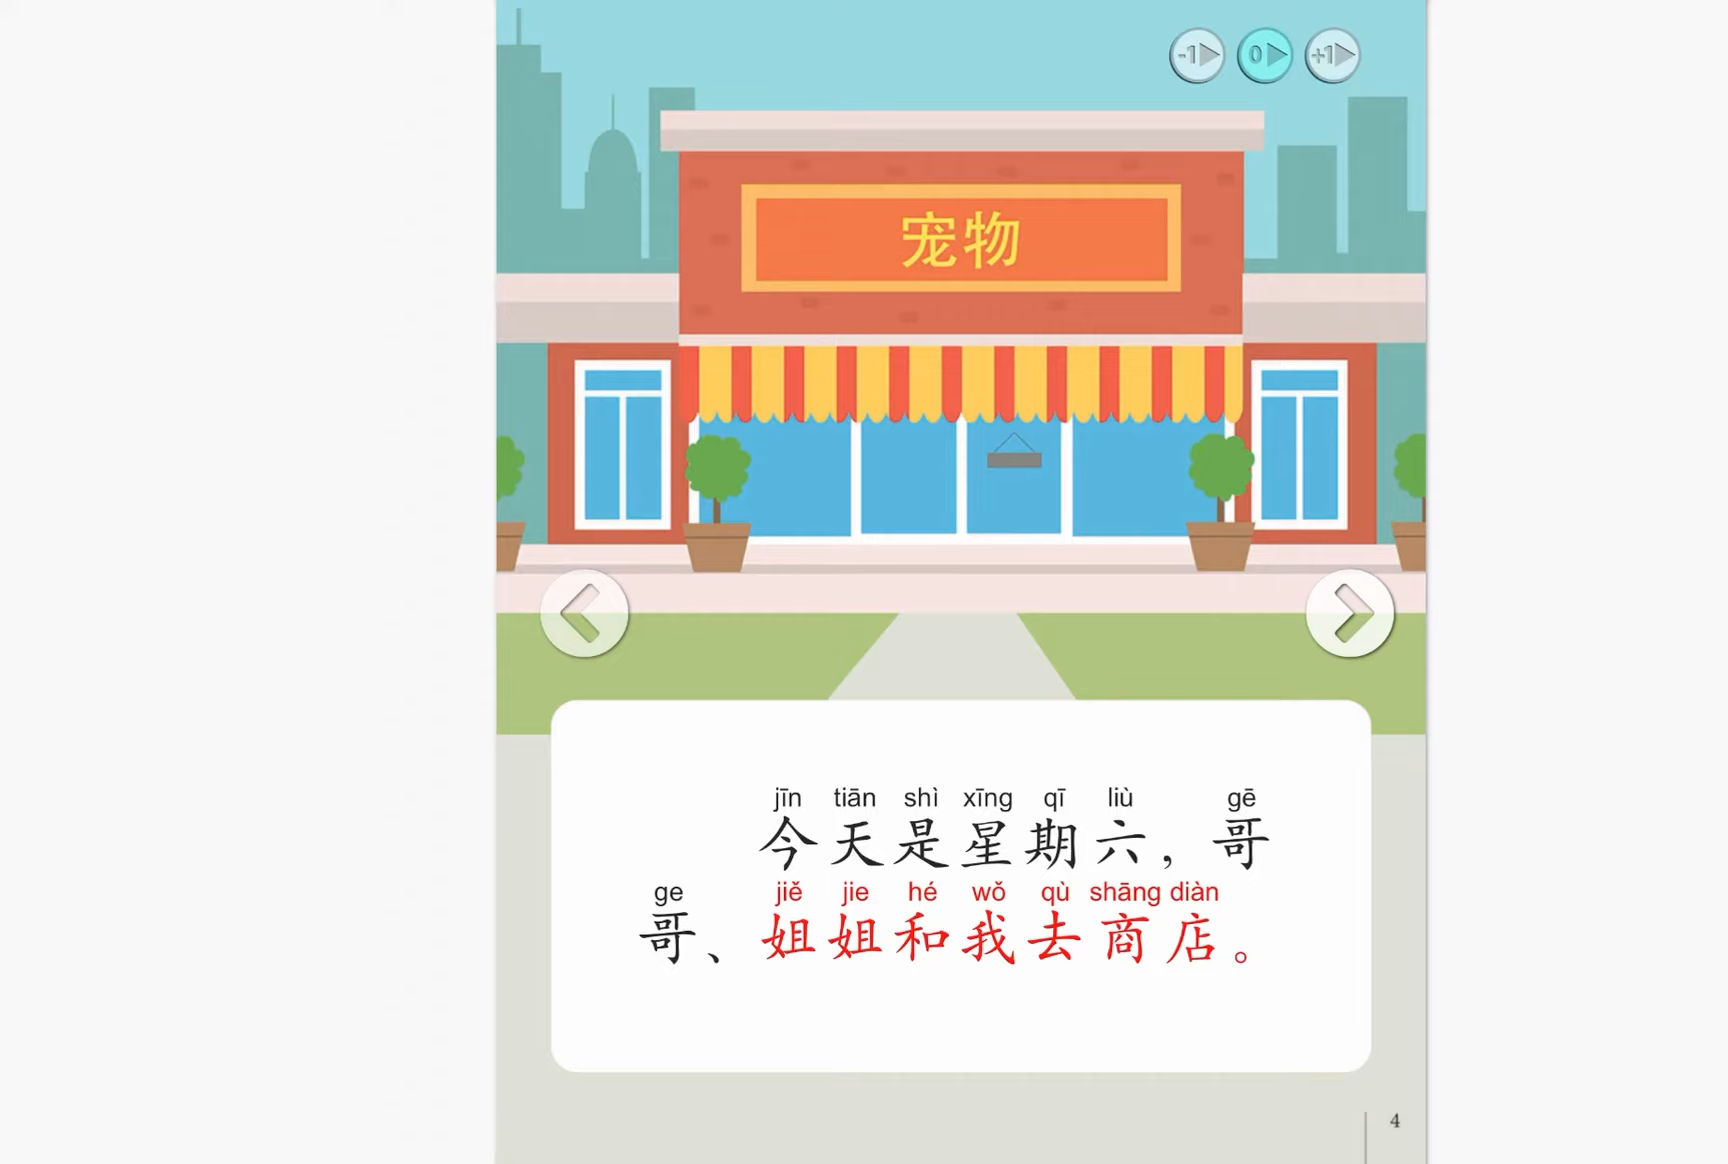 -1
0
+1
宠物
jīn tiān shì xīng qī liù gē
今天是星期六，哥
ge jiě jie hé wǒ qù shāng diàn
哥、姐姐和我去商店。
4